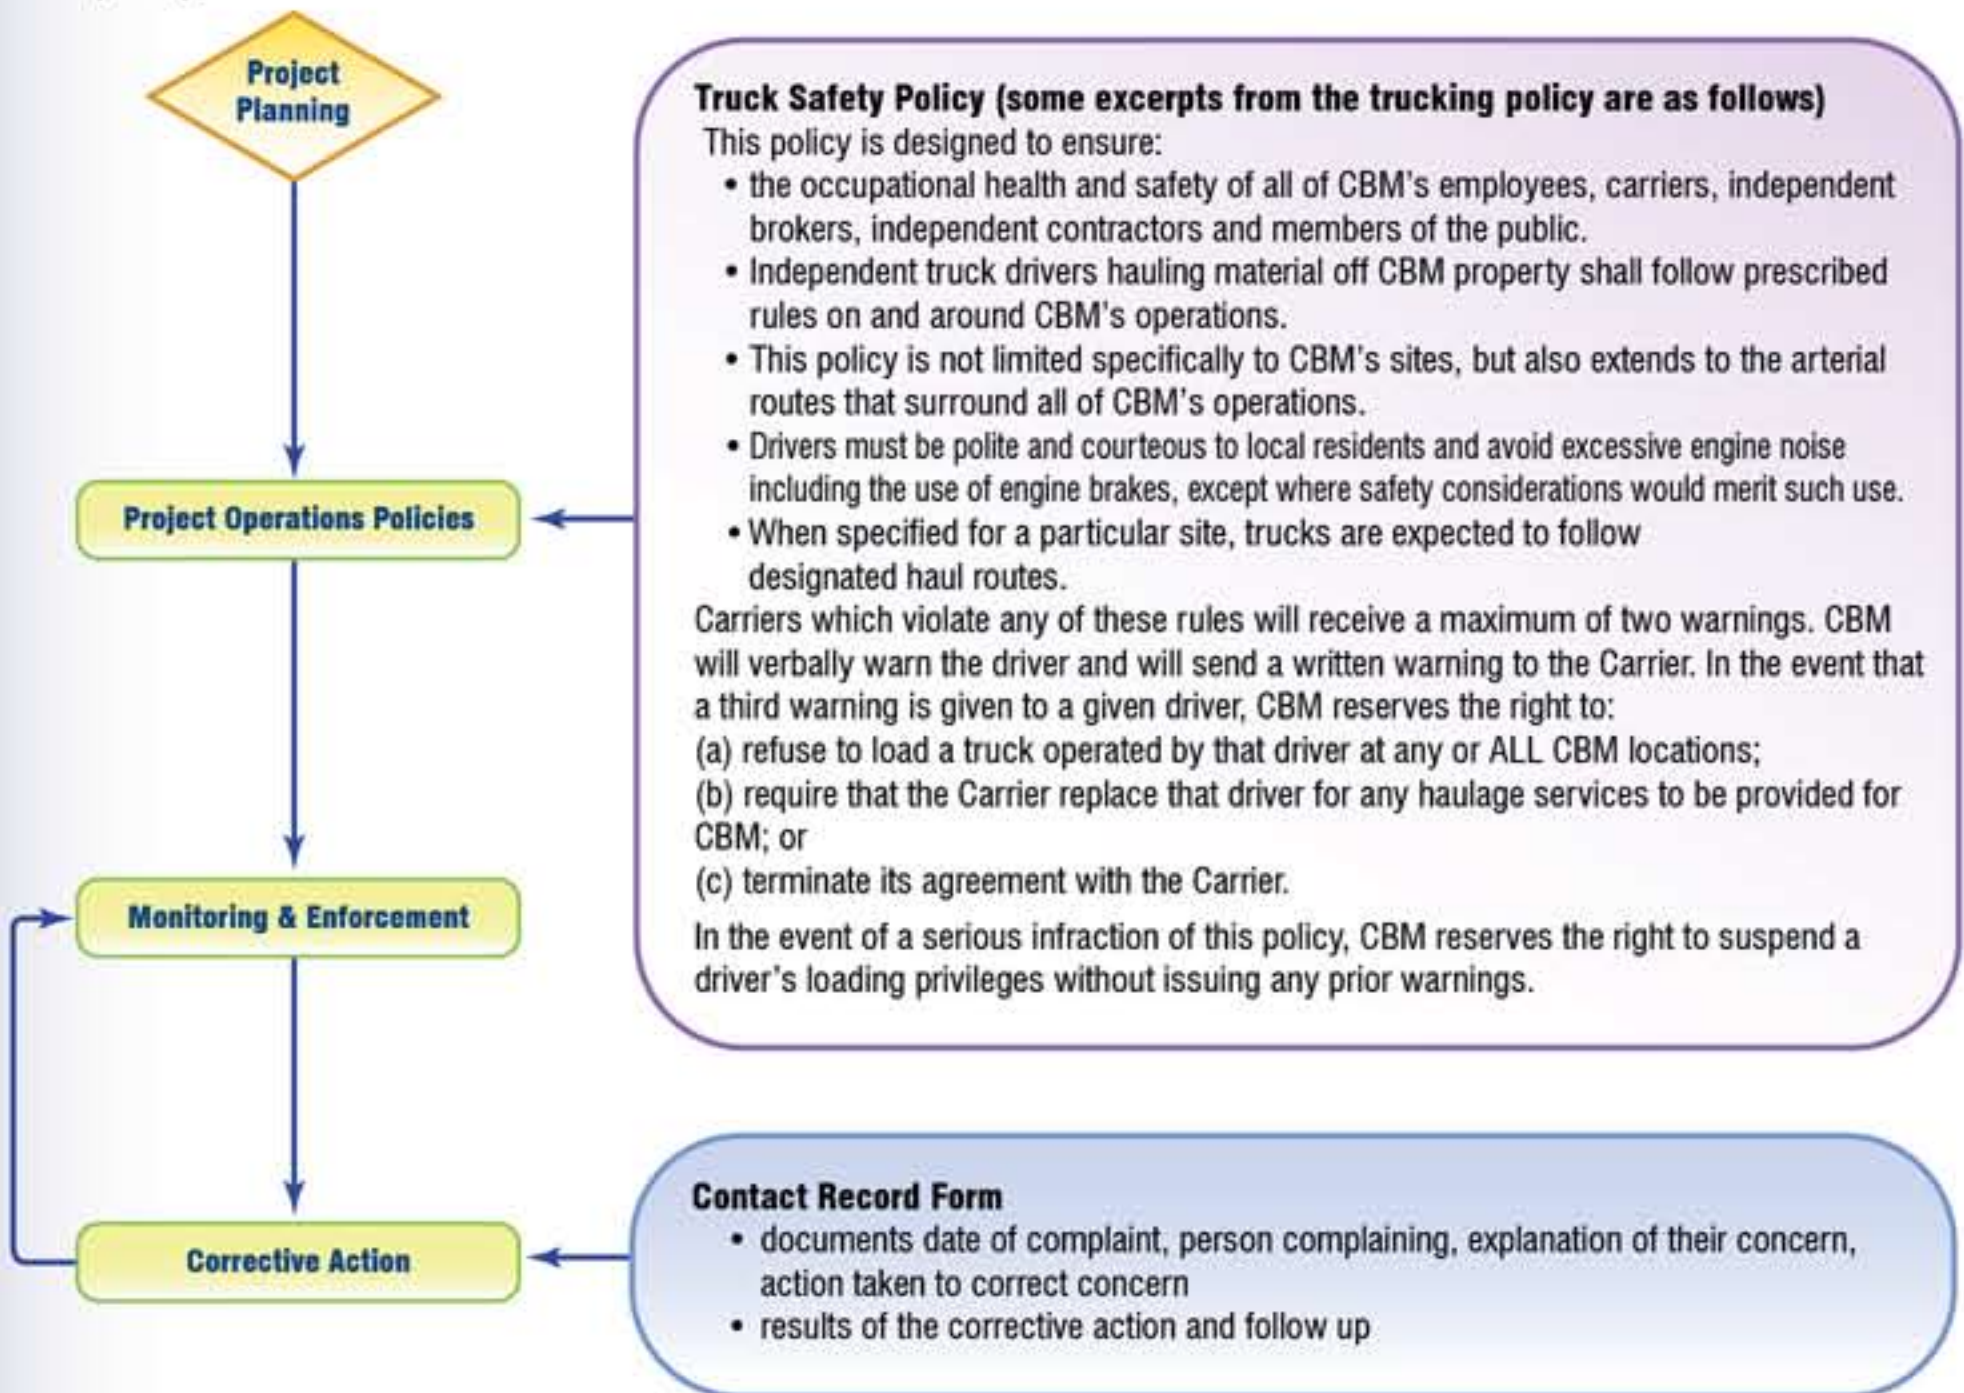 Project
Planning
Project Operations Policies
Monitoring & Enforcement
Corrective Action
Truck Safety Policy (some excerpts from the trucking policy are as follows)
This policy is designed to ensure:
• the occupational health and safety of all of CBM's employees, carriers, independent
brokers, independent contractors and members of the public.
• Independent truck drivers hauling material off CBM property shall follow prescribed
rules on and around CBM's operations.
• This policy is not limited specifically to CBM's sites, but also extends to the arterial
routes that surround all of CBM's operations.
• Drivers must be polite and courteous to local residents and avoid excessive engine noise
including the use of engine brakes, except where safety considerations would merit such use.
• When specified for a particular site, trucks are expected to follow
designated haul routes.
Carriers which violate any of these rules will receive a maximum of two warnings. CBM
will verbally warn the driver and will send a written warning to the Carrier. In the event that
a third warning is given to a given driver, CBM reserves the right to:
(a) refuse to load a truck operated by that driver at any or ALL CBM locations;
(b) require that the Carrier replace that driver for any haulage services to be provided for
CBM; or
(c) terminate its agreement with the Carrier.
In the event of a serious infraction of this policy, CBM reserves the right to suspend a
driver's loading privileges without issuing any prior warnings.
Contact Record Form
• documents date of complaint, person complaining, explanation of their concern,
action taken to correct concern
• results of the corrective action and follow up